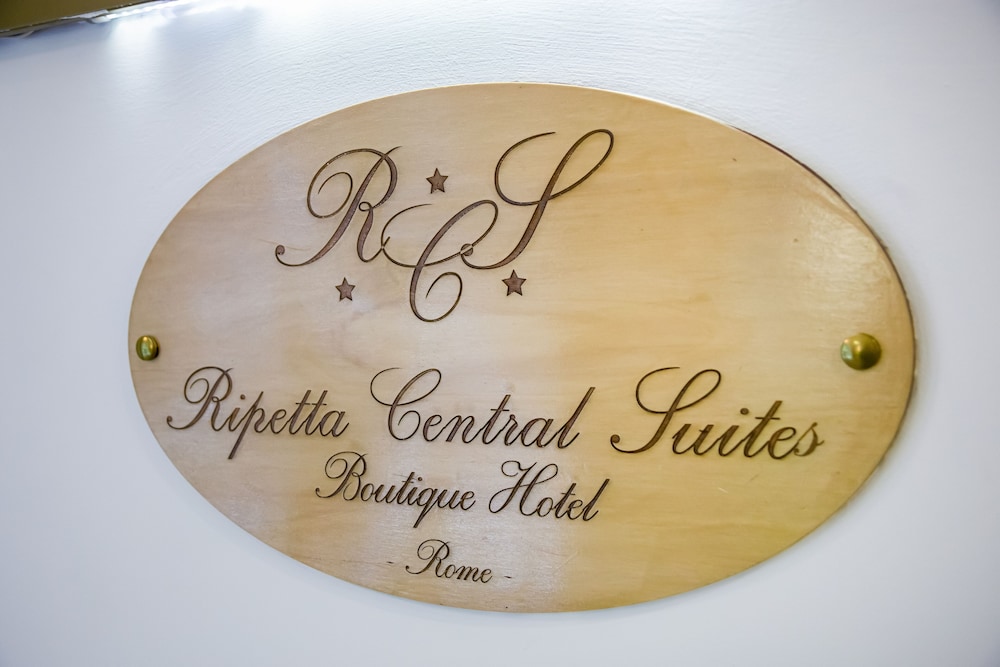 RCS
Ripetta Central Suites
Boutique Hotel
- Rome -